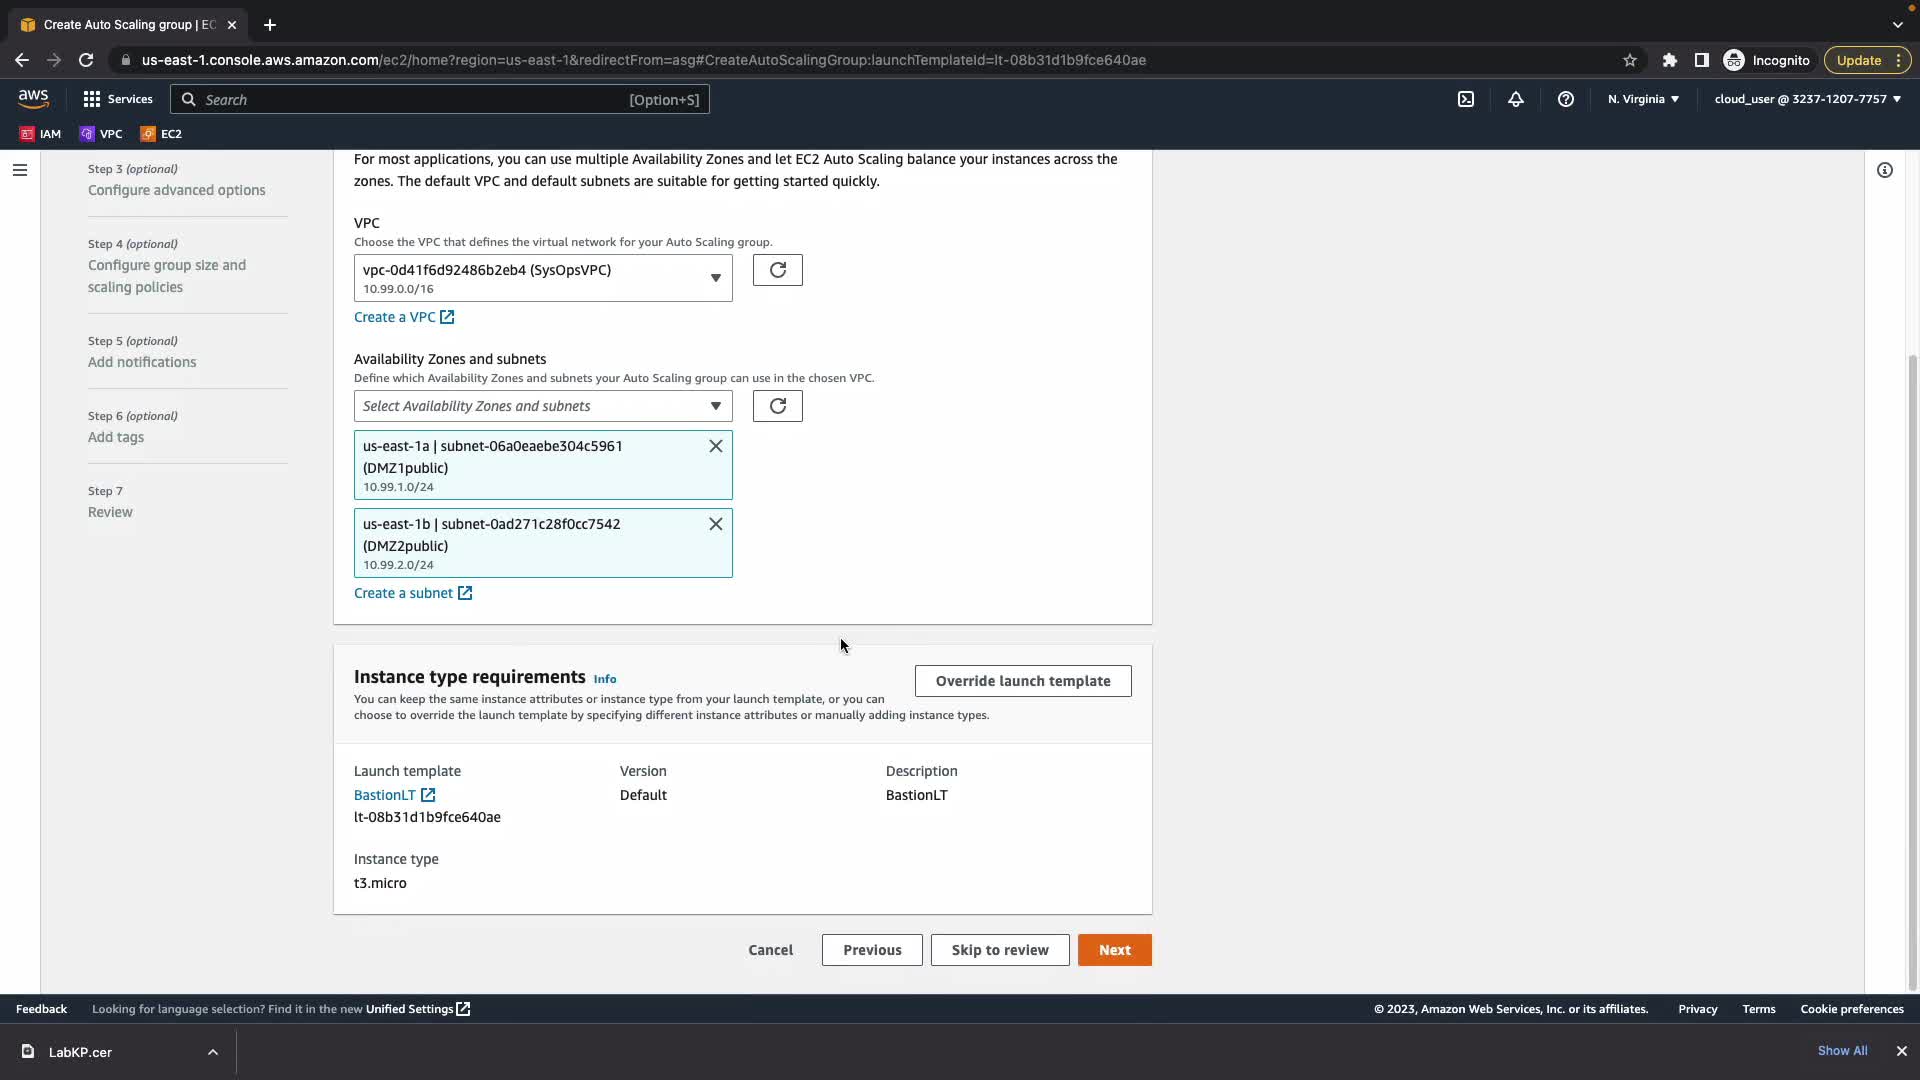 Create Auto Scaling group | EC
us-east-1.console.aws.amazon.com/ec2/home?region=us-east-1&redirectFrom=asg#CreateAutoScalingGroup:launchTemplateId=lt-08b31d1b9fce640ae
Incognito
Update
aws
Services
Search
[Option+S]
N. Virginia
cloud_user @ 3237-1207-7757
IAM
VPC
EC2
Step 3 (optional)
Configure advanced options
Step 4 (optional)
Configure group size and
scaling policies
Step 5 (optional)
Add notifications
Step 6 (optional)
Add tags
Step 7
Review
For most applications, you can use multiple Availability Zones and let EC2 Auto Scaling balance your instances across the
zones. The default VPC and default subnets are suitable for getting started quickly.
VPC
Choose the VPC that defines the virtual network for your Auto Scaling group.
vpc-0d41f6d92486b2eb4 (SysOpsVPC)
10.99.0.0/16
Create a VPC
Availability Zones and subnets
Define which Availability Zones and subnets your Auto Scaling group can use in the chosen VPC.
Select Availability Zones and subnets
us-east-1a | subnet-06a0eaebe304c5961
(DMZ1public)
10.99.1.0/24
us-east-1b | subnet-0ad271c28f0cc7542
(DMZ2public)
10.99.2.0/24
Create a subnet
Instance type requirements Info
Override launch template
You can keep the same instance attributes or instance type from your launch template, or you can
choose to override the launch template by specifying different instance attributes or manually adding instance types.
Launch template
BastionLT
lt-08b31d1b9fce640ae
Version
Default
Description
BastionLT
Instance type
t3.micro
Cancel
Previous
Skip to review
Next
Feedback
Looking for language selection? Find it in the new Unified Settings
© 2023, Amazon Web Services, Inc. or its affiliates.
Privacy
Terms
Cookie preferences
LabKP.cer
Show All